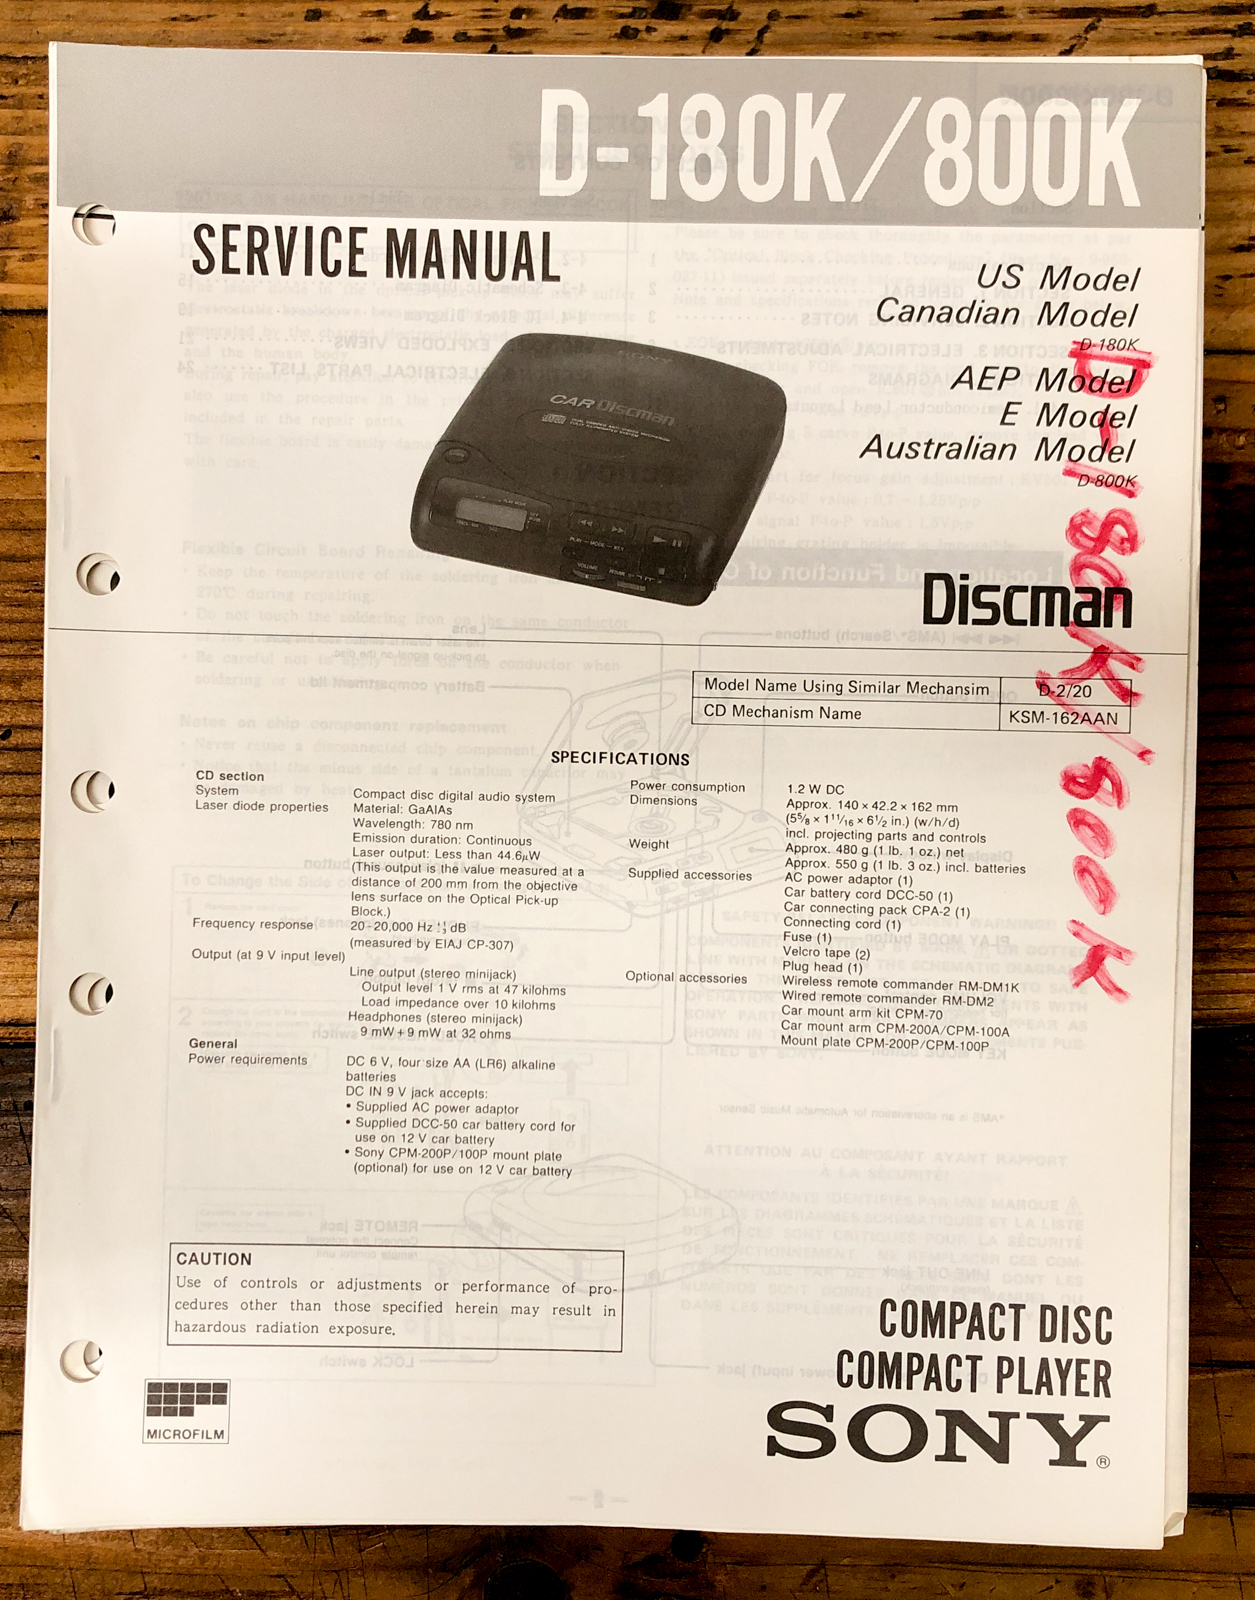 D-180K/800K
SERVICE MANUAL
US Model
Canadian Model
D-180K
AEP Model
E Model
Australian Model
D-800K
SONY
CAR Discman
Discman
D-180K/800K
Model Name Using Similar Mechansim D-2/20
CD Mechanism Name KSM-162AAN
SPECIFICATIONS
CD section
System Compact disc digital audio system
Laser diode properties Material: GaAlAs
Wavelength: 780 nm
Emission duration: Continuous
Laser output: Less than 44.6μW
(This output is the value measured at a
distance of 200 mm from the objective
lens surface on the Optical Pick-up
Block.)
Frequency response 20-20,000 Hz dB
(measured by EIAJ CP-307)
Output (at 9 V input level)
Line output (stereo minijack)
Output level 1 V rms at 47 kilohms
Load impedance over 10 kilohms
Headphones (stereo minijack)
9 mW + 9 mW at 32 ohms
General
Power requirements DC 6 V, four size AA (LR6) alkaline
batteries
DC IN 9 V jack accepts:
• Supplied AC power adaptor
• Supplied DCC-50 car battery cord for
use on 12 V car battery
• Sony CPM-200P/100P mount plate
(optional) for use on 12 V car battery
Power consumption 1.2 W DC
Dimensions Approx. 140 × 42.2 × 162 mm
(5⅝ × 1¹¹⁄₁₆ × 6½ in.) (w/h/d)
incl. projecting parts and controls
Weight Approx. 480 g (1 lb. 1 oz.) net
Approx. 550 g (1 lb. 3 oz.) incl. batteries
Supplied accessories AC power adaptor (1)
Car battery cord DCC-50 (1)
Car connecting pack CPA-2 (1)
Connecting cord (1)
Fuse (1)
Velcro tape (2)
Plug head (1)
Optional accessories Wireless remote commander RM-DM1K
Wired remote commander RM-DM2
Car mount arm kit CPM-70
Car mount arm CPM-200A/CPM-100A
Mount plate CPM-200P/CPM-100P
CAUTION
Use of controls or adjustments or performance of pro-
cedures other than those specified herein may result in
hazardous radiation exposure.
MICROFILM
COMPACT DISC
COMPACT PLAYER
SONY®